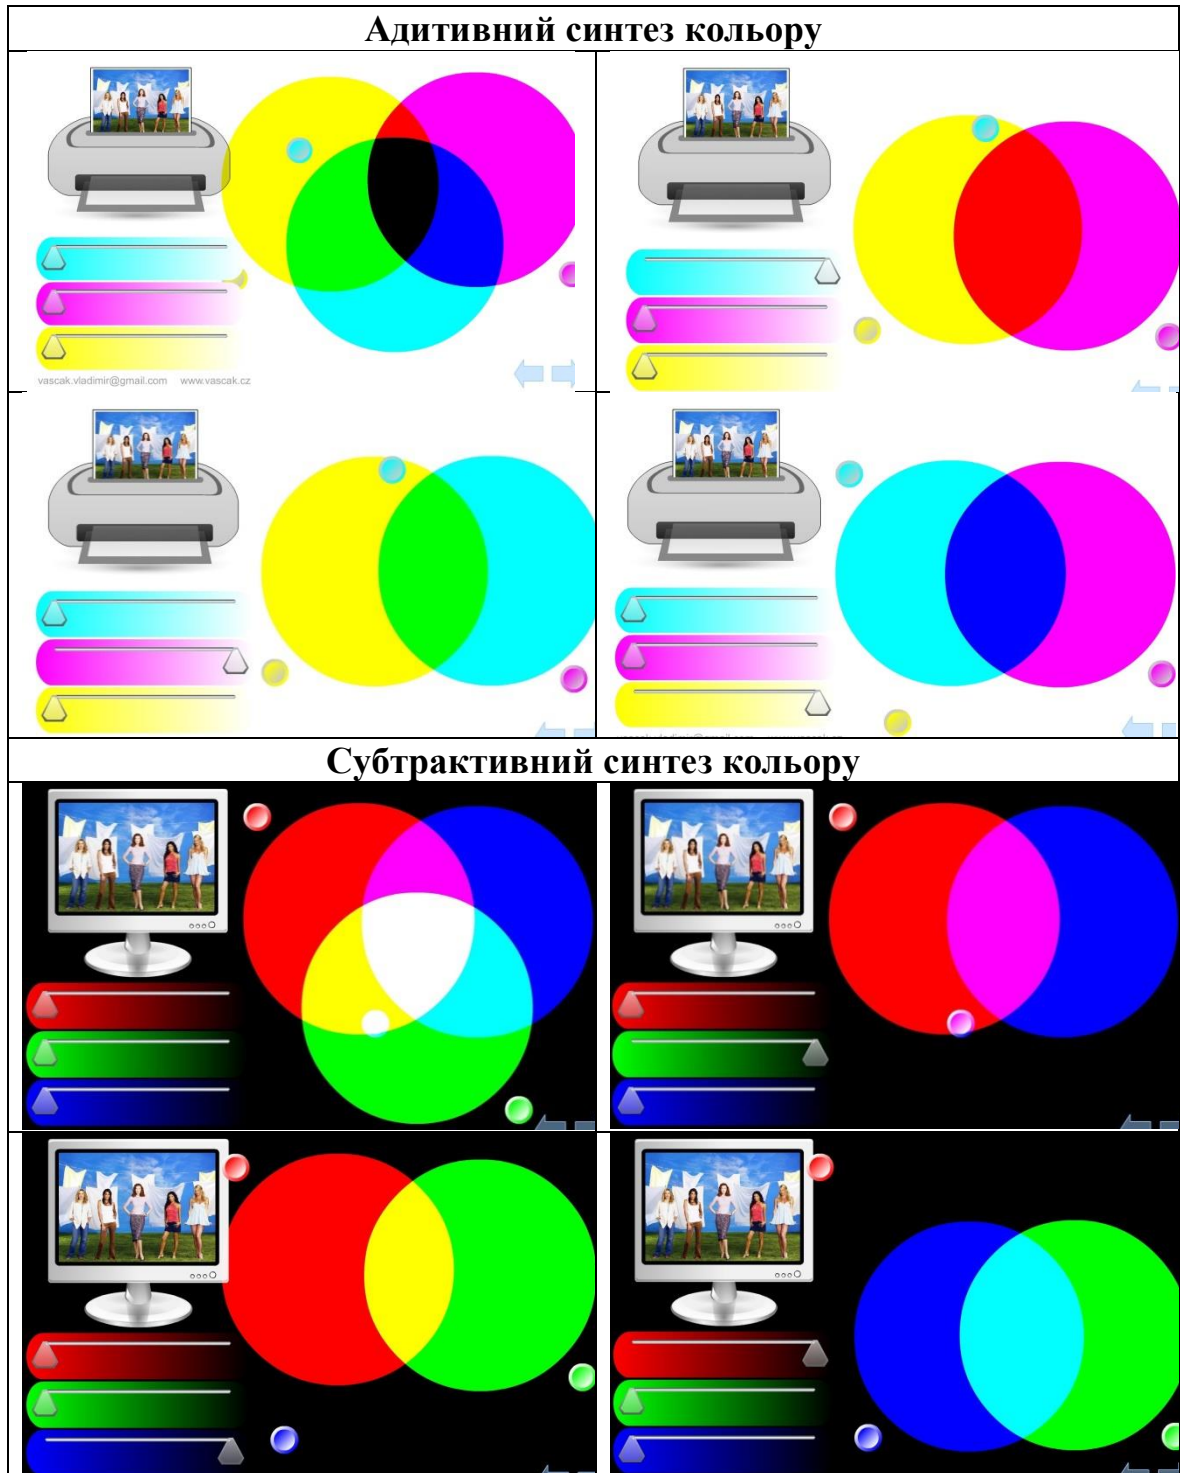 Адитивний синтез кольору
vascak.vladimir@gmail.com www.vascak.cz
Субтрактивний синтез кольору